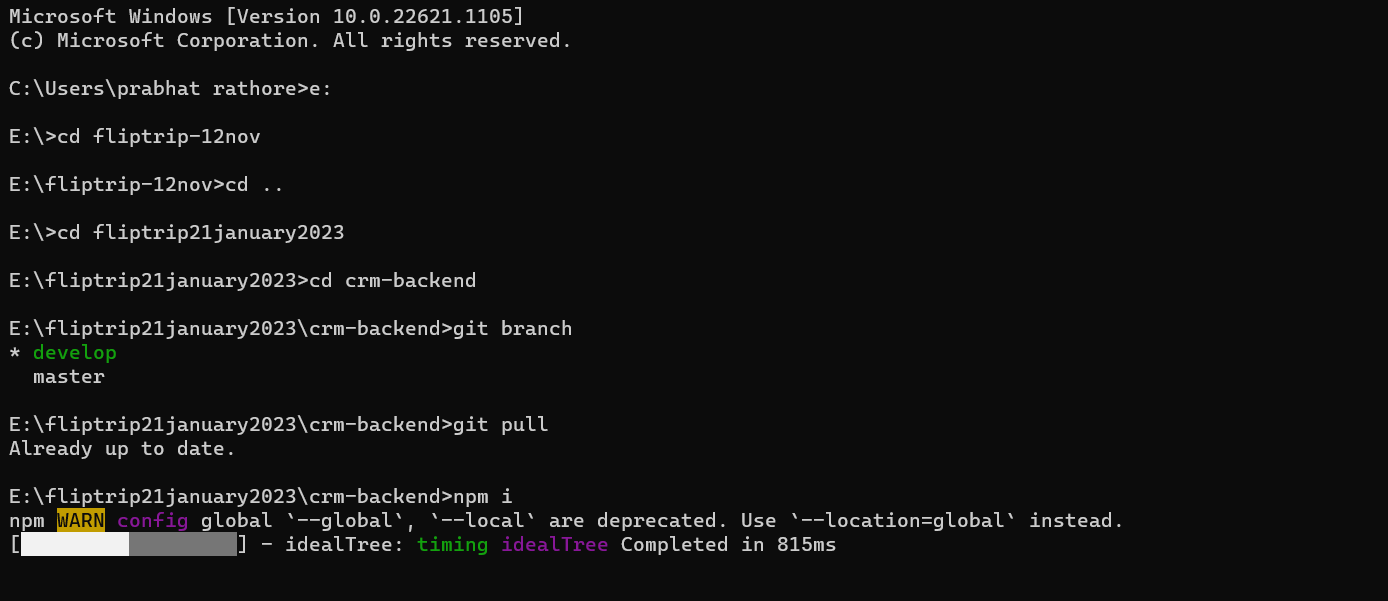 Microsoft Windows [Version 10.0.22621.1105]
(c) Microsoft Corporation. All rights reserved.
C:\Users\prabhat rathore>e:
E:\>cd fliptrip-12nov
E:\fliptrip-12nov>cd ..
E:\>cd fliptrip21january2023
E:\fliptrip21january2023>cd crm-backend
E:\fliptrip21january2023\crm-backend>git branch
* develop
  master
E:\fliptrip21january2023\crm-backend>git pull
Already up to date.
E:\fliptrip21january2023\crm-backend>npm i
npm WARN config global `--global`, `--local` are deprecated. Use `--location=global` instead.
[         ] - idealTree: timing idealTree Completed in 815ms